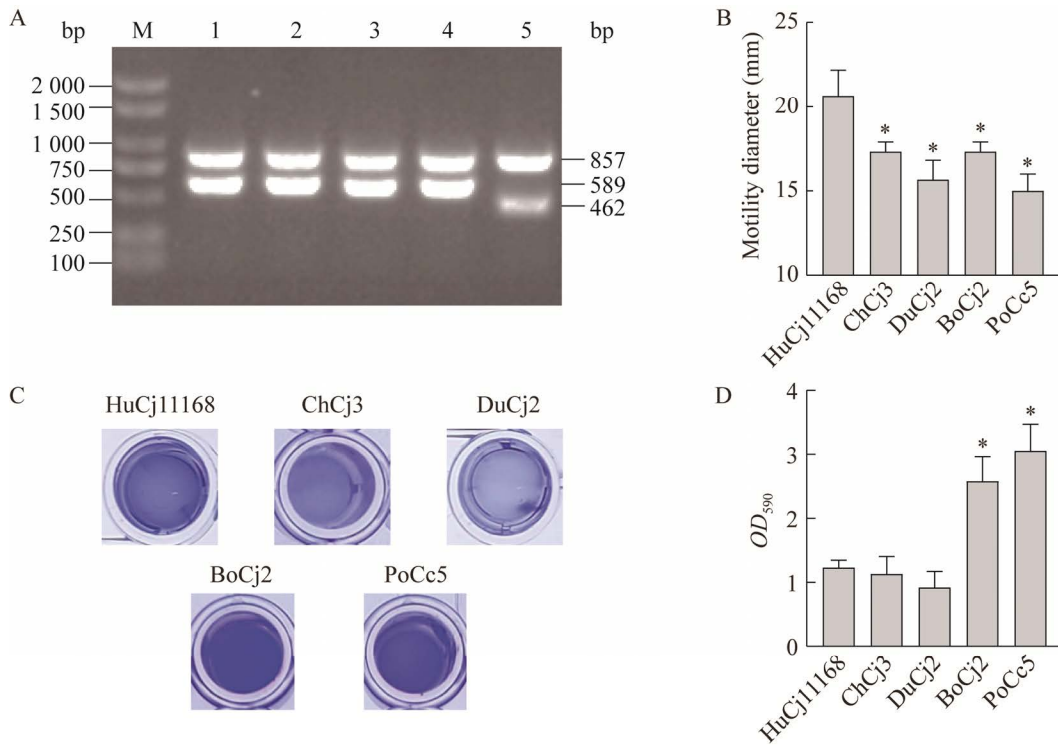 A
bp M 1 2 3 4 5 bp
2 000
1 500
1 000
750
500
250
100
857
589
462
B
Motility diameter (mm)
25
20
15
10
* * * *
HuCj11168 ChCj3 DuCj2 BoCj2 PoCc5
C
HuCj11168 ChCj3 DuCj2
BoCj2 PoCc5
D
OD590
4
3
2
1
0
* *
HuCj11168 ChCj3 DuCj2 BoCj2 PoCc5